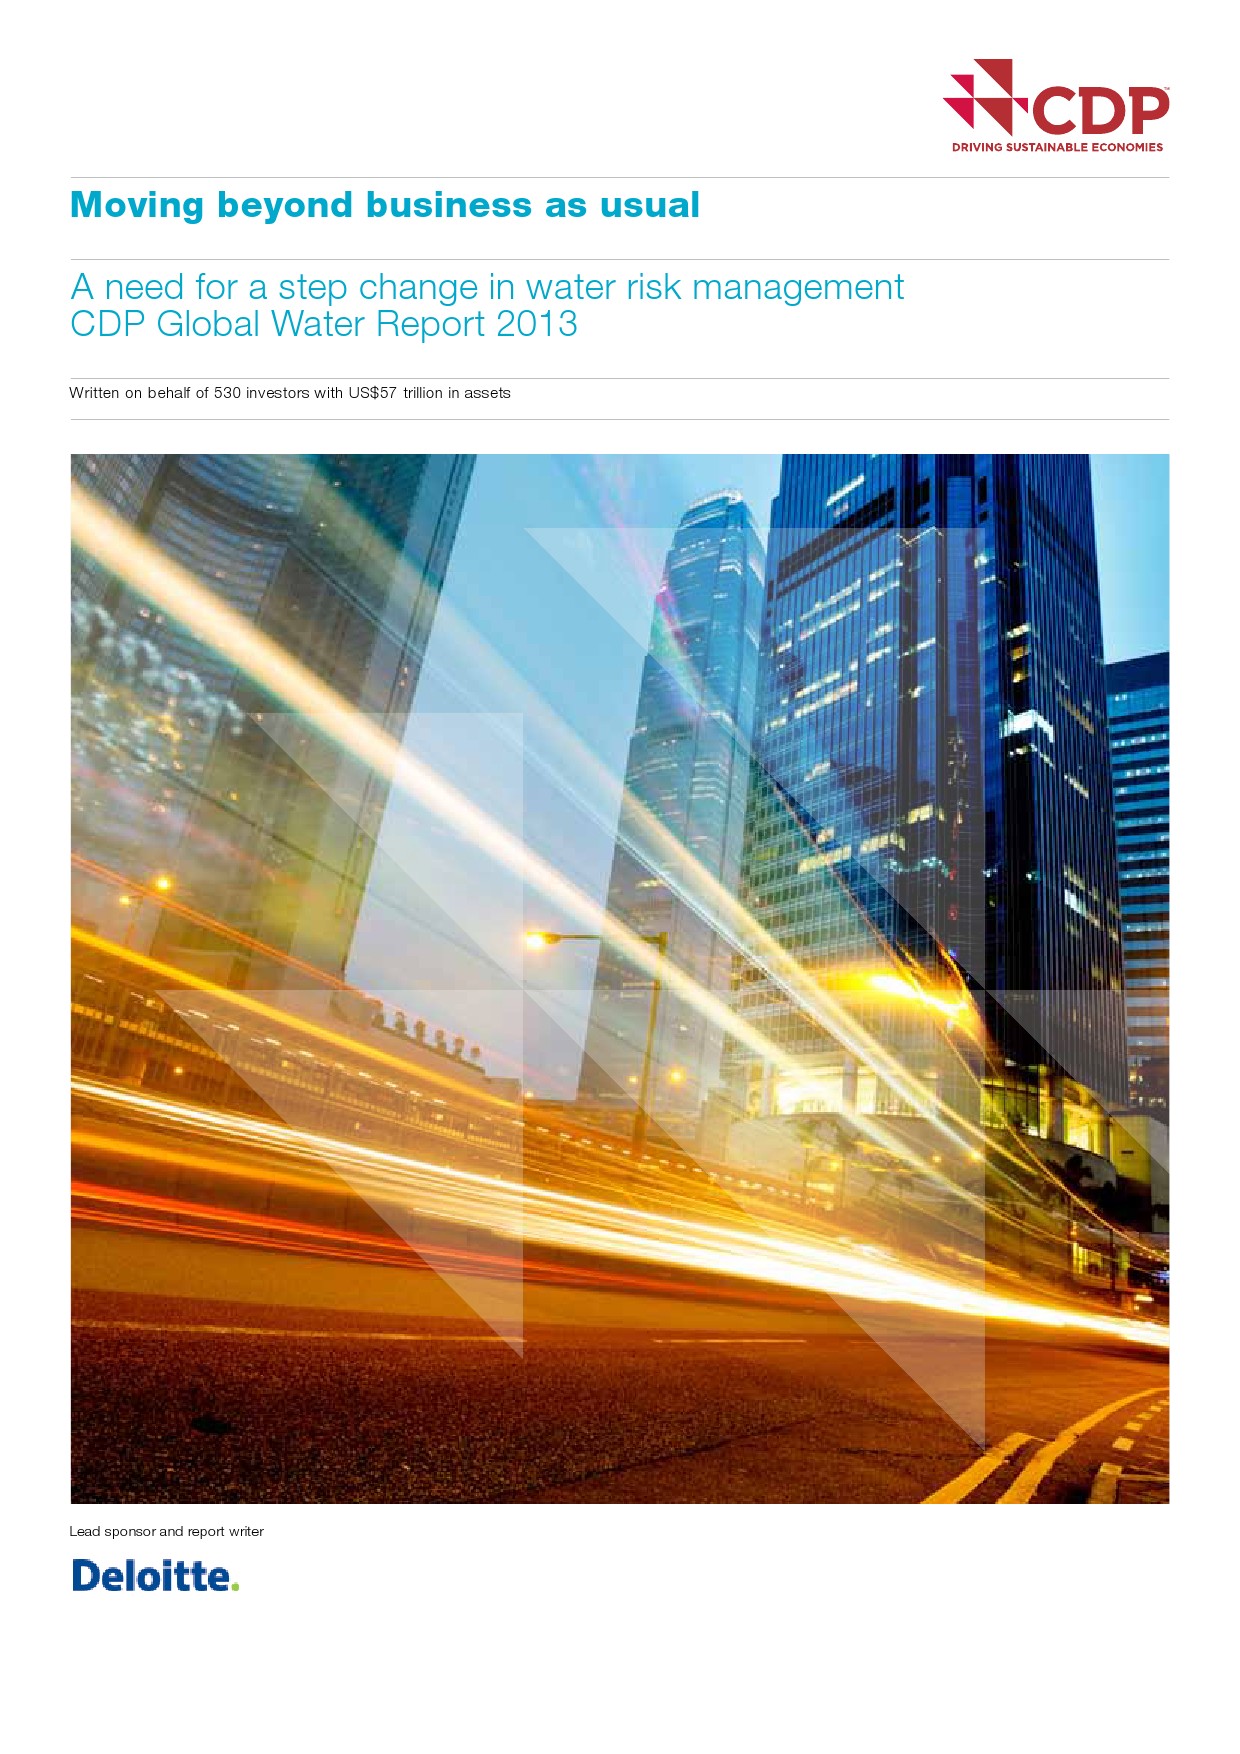 CDP™
DRIVING SUSTAINABLE ECONOMIES
Moving beyond business as usual
A need for a step change in water risk management
CDP Global Water Report 2013
Written on behalf of 530 investors with US$57 trillion in assets
Lead sponsor and report writer
Deloitte.